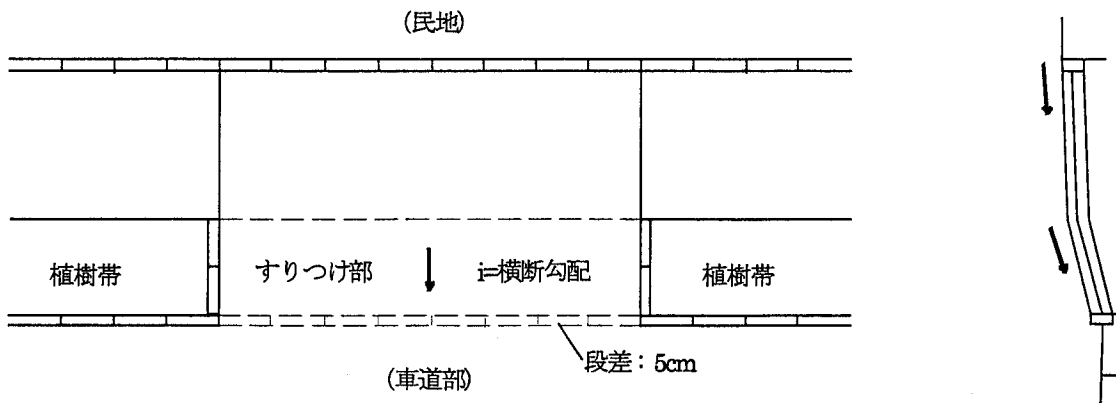 (民地)
植樹帯
すりつけ部
i=横断勾配
植樹帯
段差：5cm
(車道部)